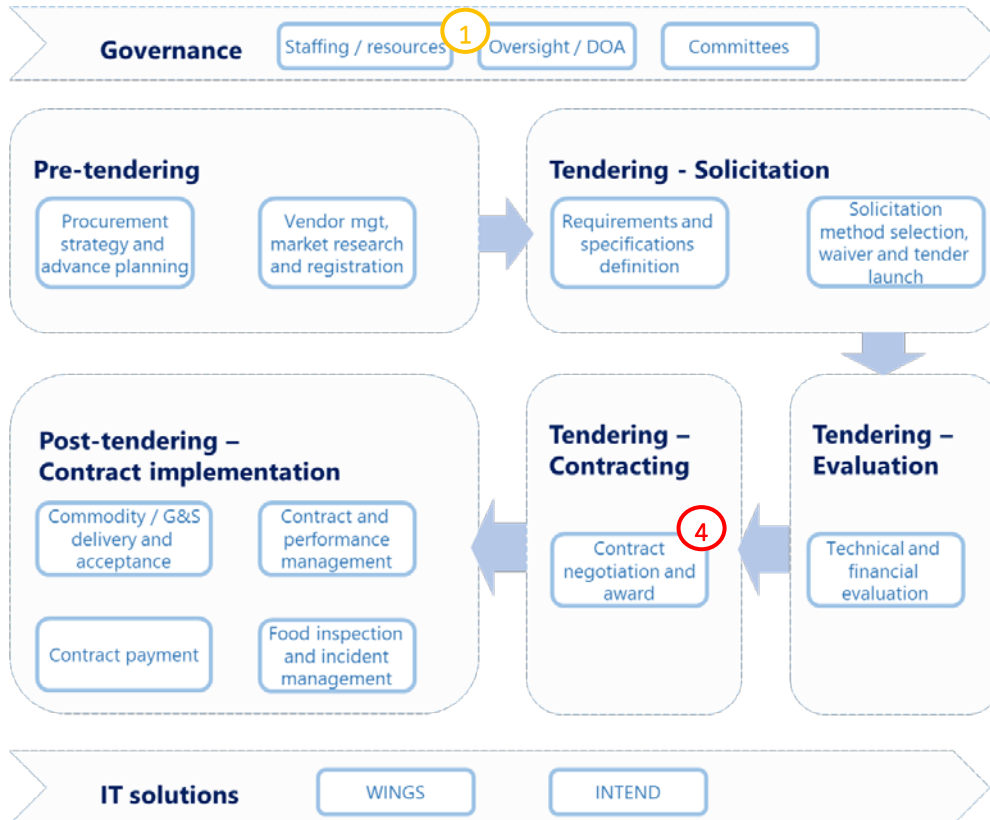 Governance
Staffing / resources
1
Oversight / DOA
Committees
Pre-tendering
Procurement
strategy and
advance planning
Vendor mgt,
market research
and registration
Tendering - Solicitation
Requirements and
specifications
definition
Solicitation
method selection,
waiver and tender
launch
Tendering –
Evaluation
Technical and
financial
evaluation
Tendering –
Contracting
4
Contract
negotiation and
award
Post-tendering –
Contract implementation
Commodity / G&S
delivery and
acceptance
Contract and
performance
management
Contract payment
Food inspection
and incident
management
IT solutions
WINGS
INTEND